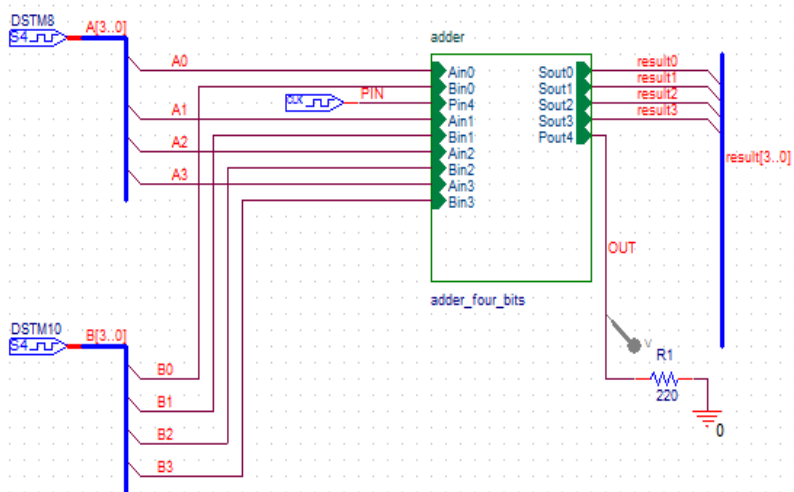 DSTM8
S4
A[3..0]
A0
A1
A2
A3
CLK
PIN
adder
Ain0
Bin0
Pin4
Ain1
Bin1
Ain2
Bin2
Ain3
Bin3
Sout0
Sout1
Sout2
Sout3
Pout4
adder_four_bits
result0
result1
result2
result3
result[3..0]
OUT
V
R1
220
0
DSTM10
S4
B[3..0]
B0
B1
B2
B3